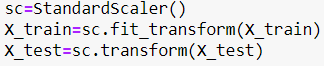 sc=StandardScaler()
X_train=sc.fit_transform(X_train)
X_test=sc.transform(X_test)